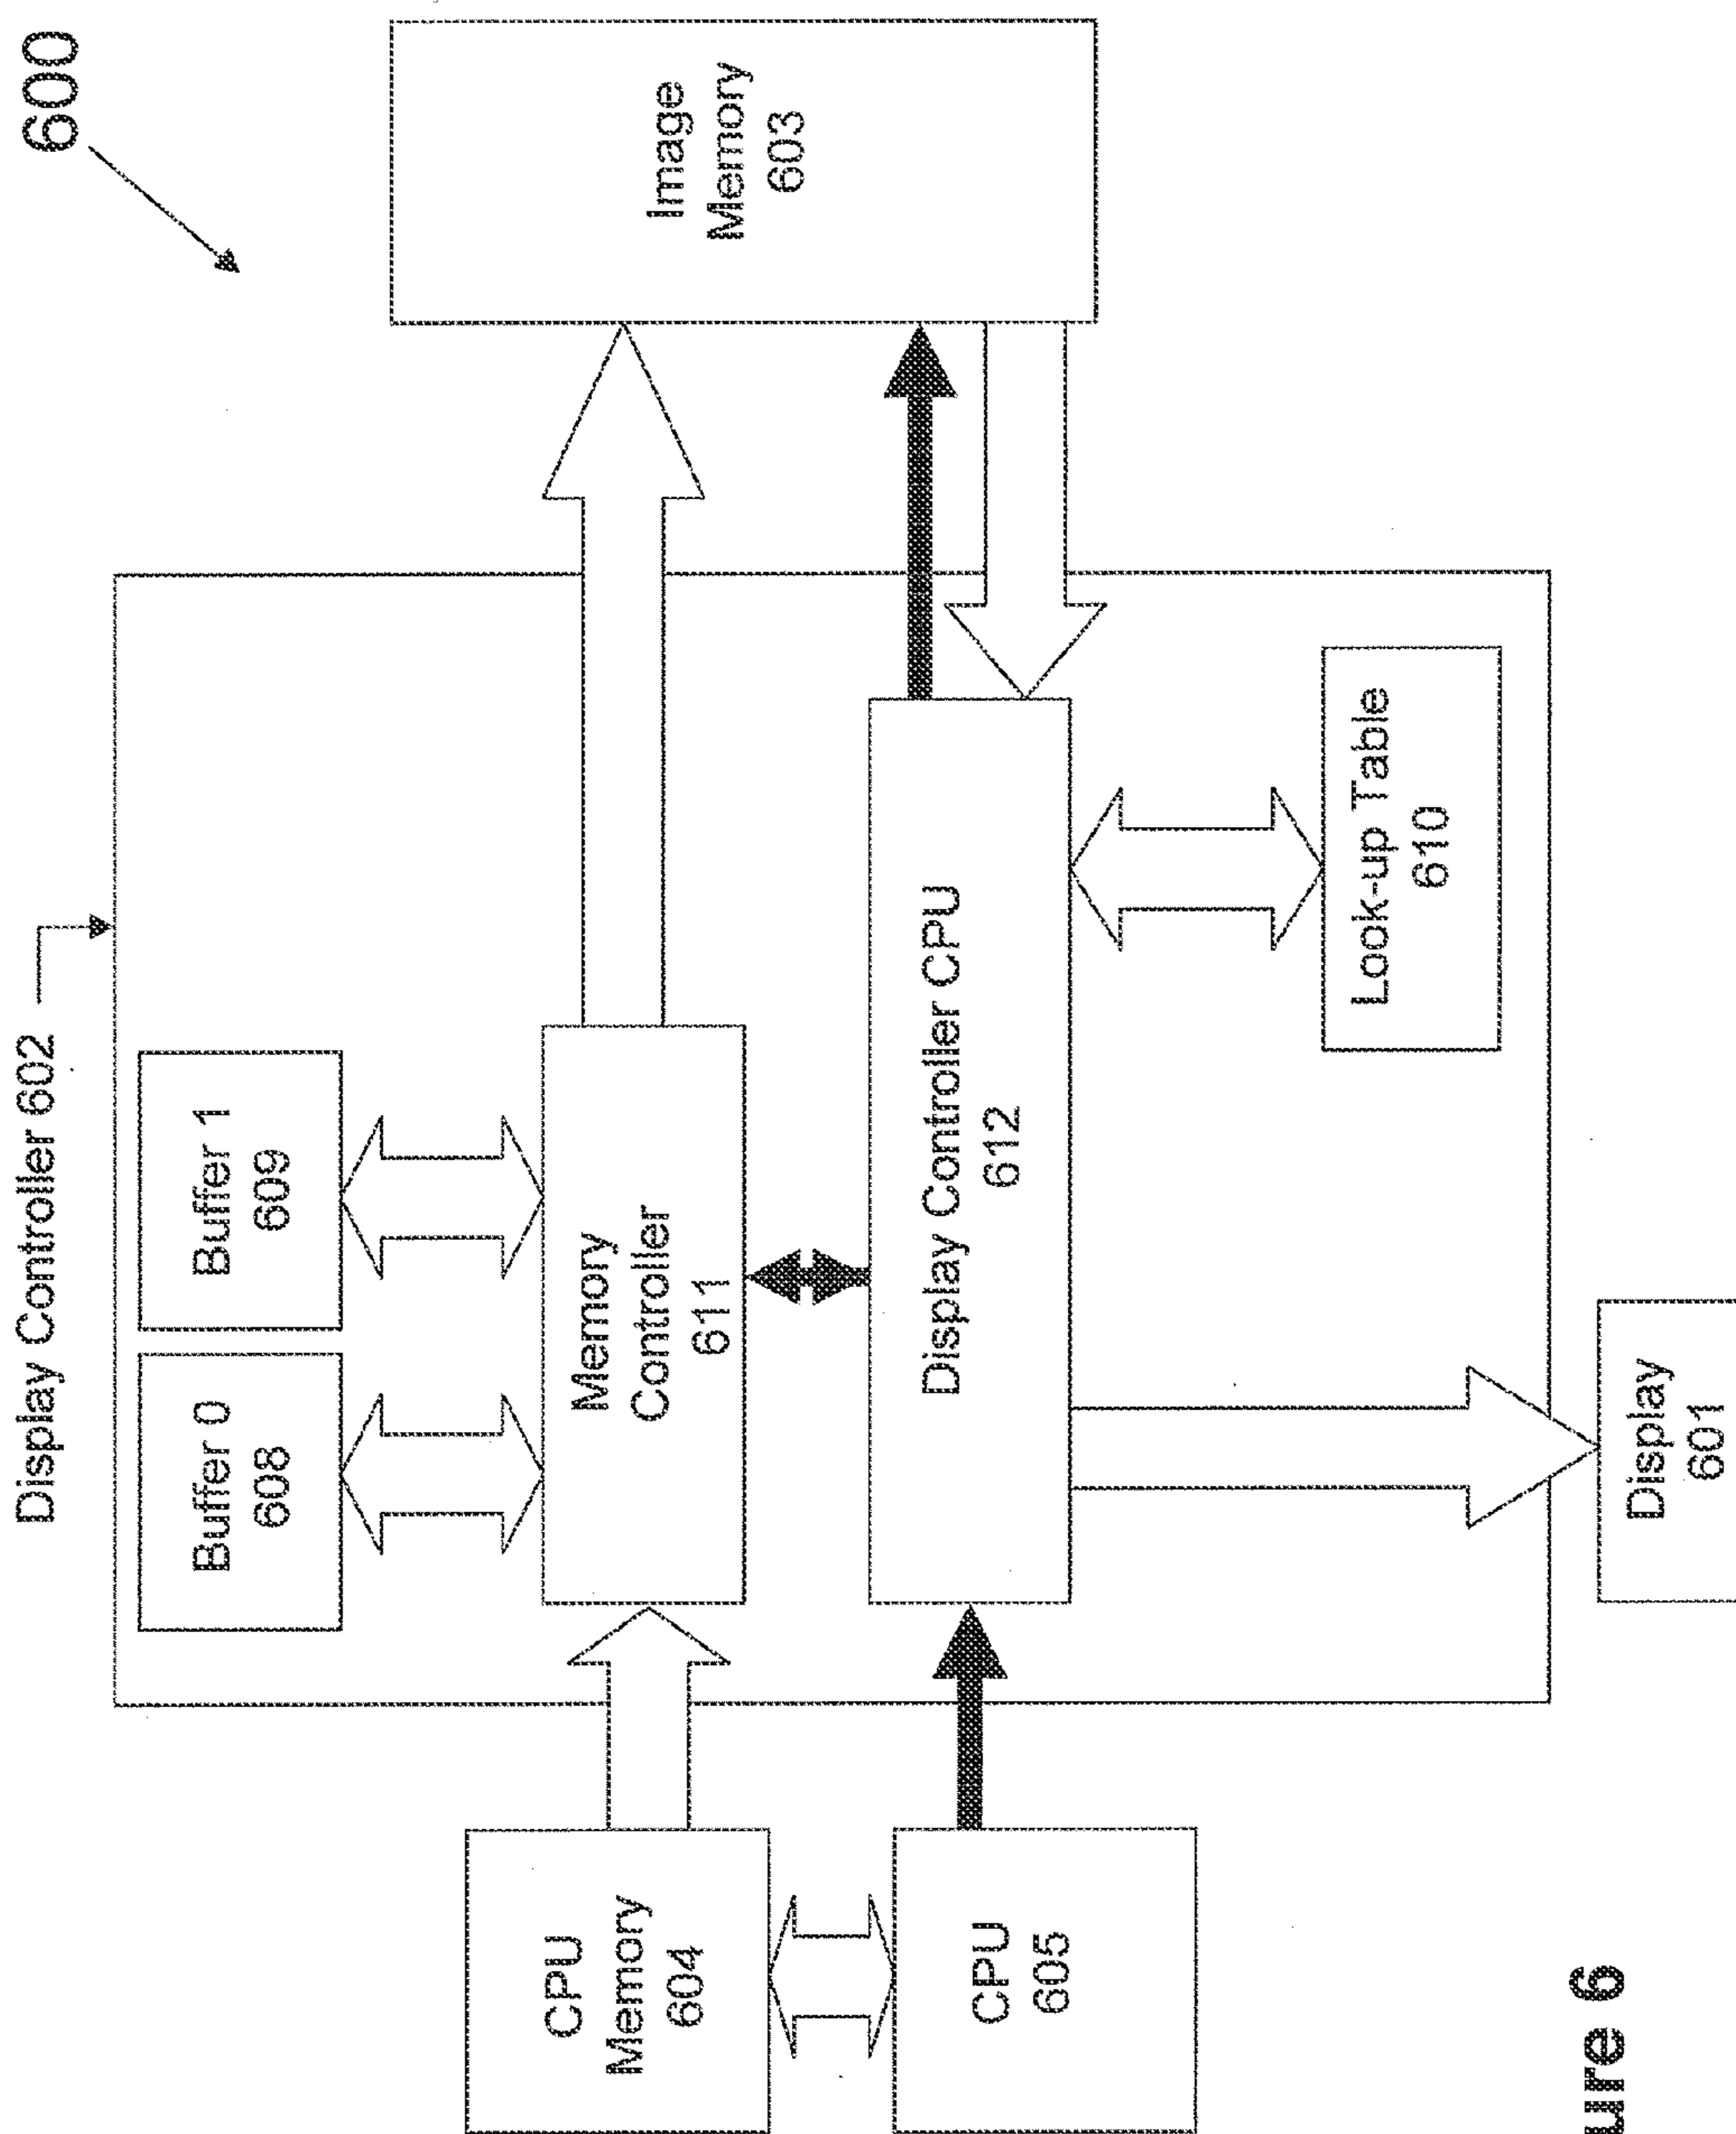 600
Display Controller 602
Buffer 0
608
Buffer 1
609
CPU
Memory
604
Memory
Controller
611
Image
Memory
603
CPU
605
Display Controller CPU
612
Look-up Table
610
Display
601
ure 6